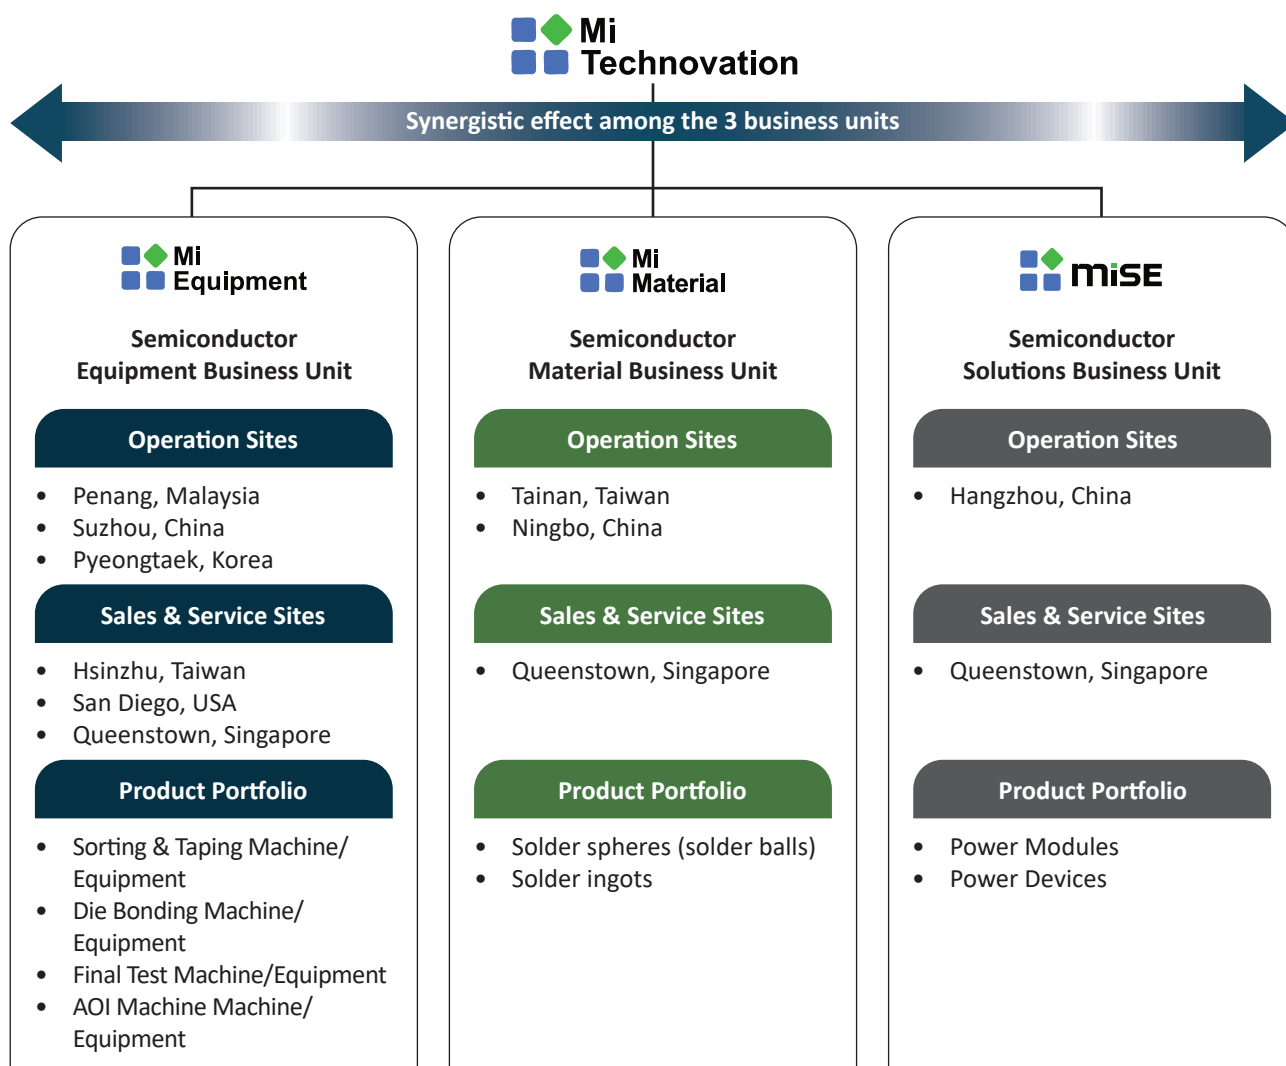 Mi
Technovation
Synergistic effect among the 3 business units
Mi
Equipment
Semiconductor
Equipment Business Unit
Operation Sites
• Penang, Malaysia
• Suzhou, China
• Pyeongtaek, Korea
Sales & Service Sites
• Hsinzhu, Taiwan
• San Diego, USA
• Queenstown, Singapore
Product Portfolio
• Sorting & Taping Machine/
Equipment
• Die Bonding Machine/
Equipment
• Final Test Machine/Equipment
• AOI Machine Machine/
Equipment
Mi
Material
Semiconductor
Material Business Unit
Operation Sites
• Tainan, Taiwan
• Ningbo, China
Sales & Service Sites
• Queenstown, Singapore
Product Portfolio
• Solder spheres (solder balls)
• Solder ingots
miSE
Semiconductor
Solutions Business Unit
Operation Sites
• Hangzhou, China
Sales & Service Sites
• Queenstown, Singapore
Product Portfolio
• Power Modules
• Power Devices